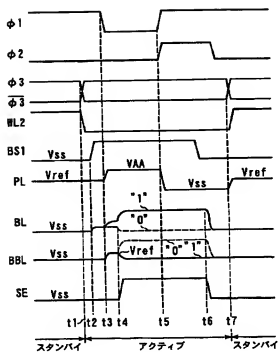 φ1
φ2
φ3
φ3
WL2
BS1 Vss
VAA
PL Vref Vss Vref
"1"
BL Vss "0"
BBL Vss Vref "0" "1"
SE Vss
t1 t2 t3 t4 t5 t6 t7
スタンバイ アクティブ スタンバイ